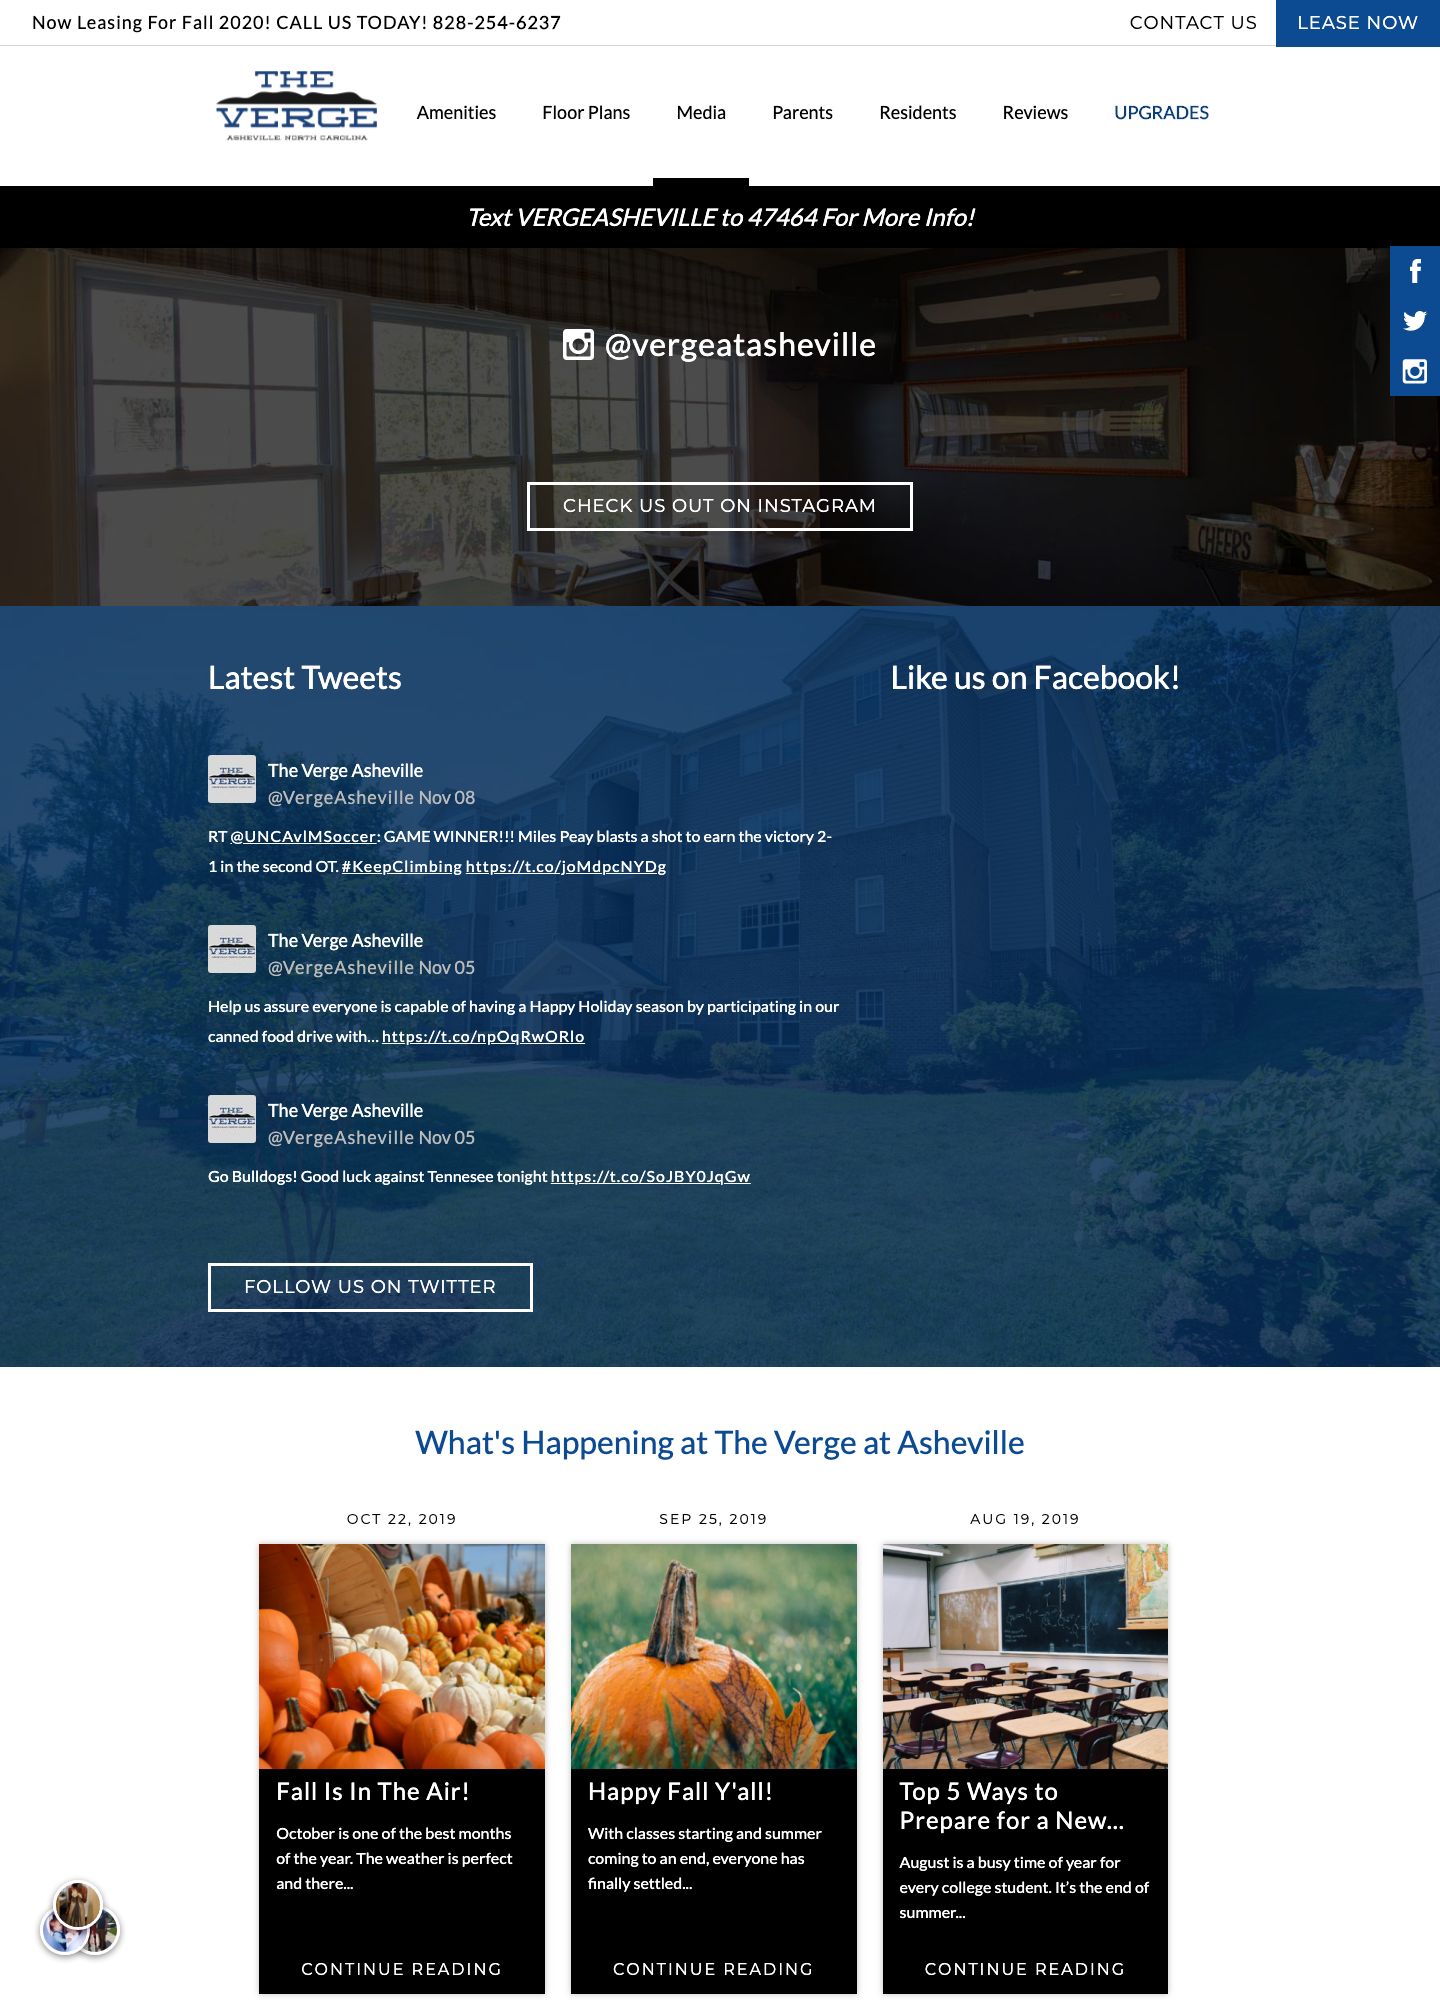 Now Leasing For Fall 2020! CALL US TODAY! 828-254-6237
CONTACT US
LEASE NOW
THE
VERGE
ASHEVILLE, NORTH CAROLINA
Amenities
Floor Plans
Media
Parents
Residents
Reviews
UPGRADES
Text VERGEASHEVILLE to 47464 For More Info!
@vergeatasheville
CHECK US OUT ON INSTAGRAM
CHEERS
Latest Tweets
Like us on Facebook!
THE
VERGE
The Verge Asheville
@VergeAsheville Nov 08
RT @UNCAvlMSoccer: GAME WINNER!!! Miles Peay blasts a shot to earn the victory 2-
1 in the second OT. #KeepClimbing https://t.co/joMdpcNYDg
THE
VERGE
The Verge Asheville
@VergeAsheville Nov 05
Help us assure everyone is capable of having a Happy Holiday season by participating in our
canned food drive with... https://t.co/npOqRwORlo
THE
VERGE
The Verge Asheville
@VergeAsheville Nov 05
Go Bulldogs! Good luck against Tennesee tonight https://t.co/SoJBY0JqGw
FOLLOW US ON TWITTER
What's Happening at The Verge at Asheville
OCT 22, 2019
SEP 25, 2019
AUG 19, 2019
Fall Is In The Air!
October is one of the best months
of the year. The weather is perfect
and there...
CONTINUE READING
Happy Fall Y'all!
With classes starting and summer
coming to an end, everyone has
finally settled...
CONTINUE READING
Top 5 Ways to
Prepare for a New...
August is a busy time of year for
every college student. It's the end of
summer...
CONTINUE READING